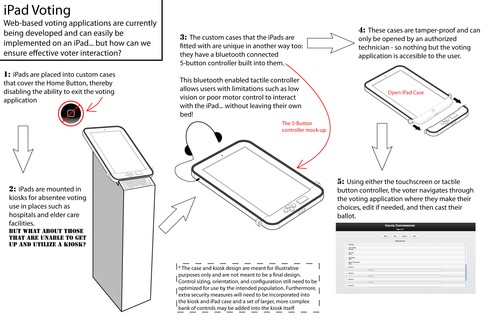 iPad Voting
Web-based voting applications are currently
being developed and can easily be
implemented on an iPad... but how can we
ensure effective voter interaction?
1: iPads are placed into custom cases
that cover the Home Button, thereby
disabling the ability to exit the voting
application
2: iPads are mounted in
kiosks for absentee voting
use in places such as
hospitals and elder care
facilities.
BUT WHAT ABOUT THOSE
THAT ARE UNABLE TO GET
UP AND UTILIZE A KIOSK?
3: The custom cases that the iPads are
fitted with are unique in another way too:
they have a bluetooth connected
5-button controller built into them.
This bluetooth enabled tactile controller
allows users with limitations such as low
vision or poor motor control to interact
with the iPad... without leaving their own
bed!
The 5-Button
controller mock-up
* The case and kiosk design are meant for illustrative
purposes only and are not meant to be a final design.
Control sizing, orientation, and configuration still need to be
optimized for use by the intended population. Furthermore,
extra security measures will be incorporated into
the kiosk and iPad case and a set of larger, more complex
bank of controls may be added into the kiosk itself
4: These cases are tamper-proof and can
only be opened by an authorized
technician - so nothing but the voting
application is accesible to the user.
Open iPad Case
5: Using either the touchscreen or tactile
button controller, the voter navigates through
the voting application where they make their
choices, edit if needed, and then cast their
ballot.
County Commissioner